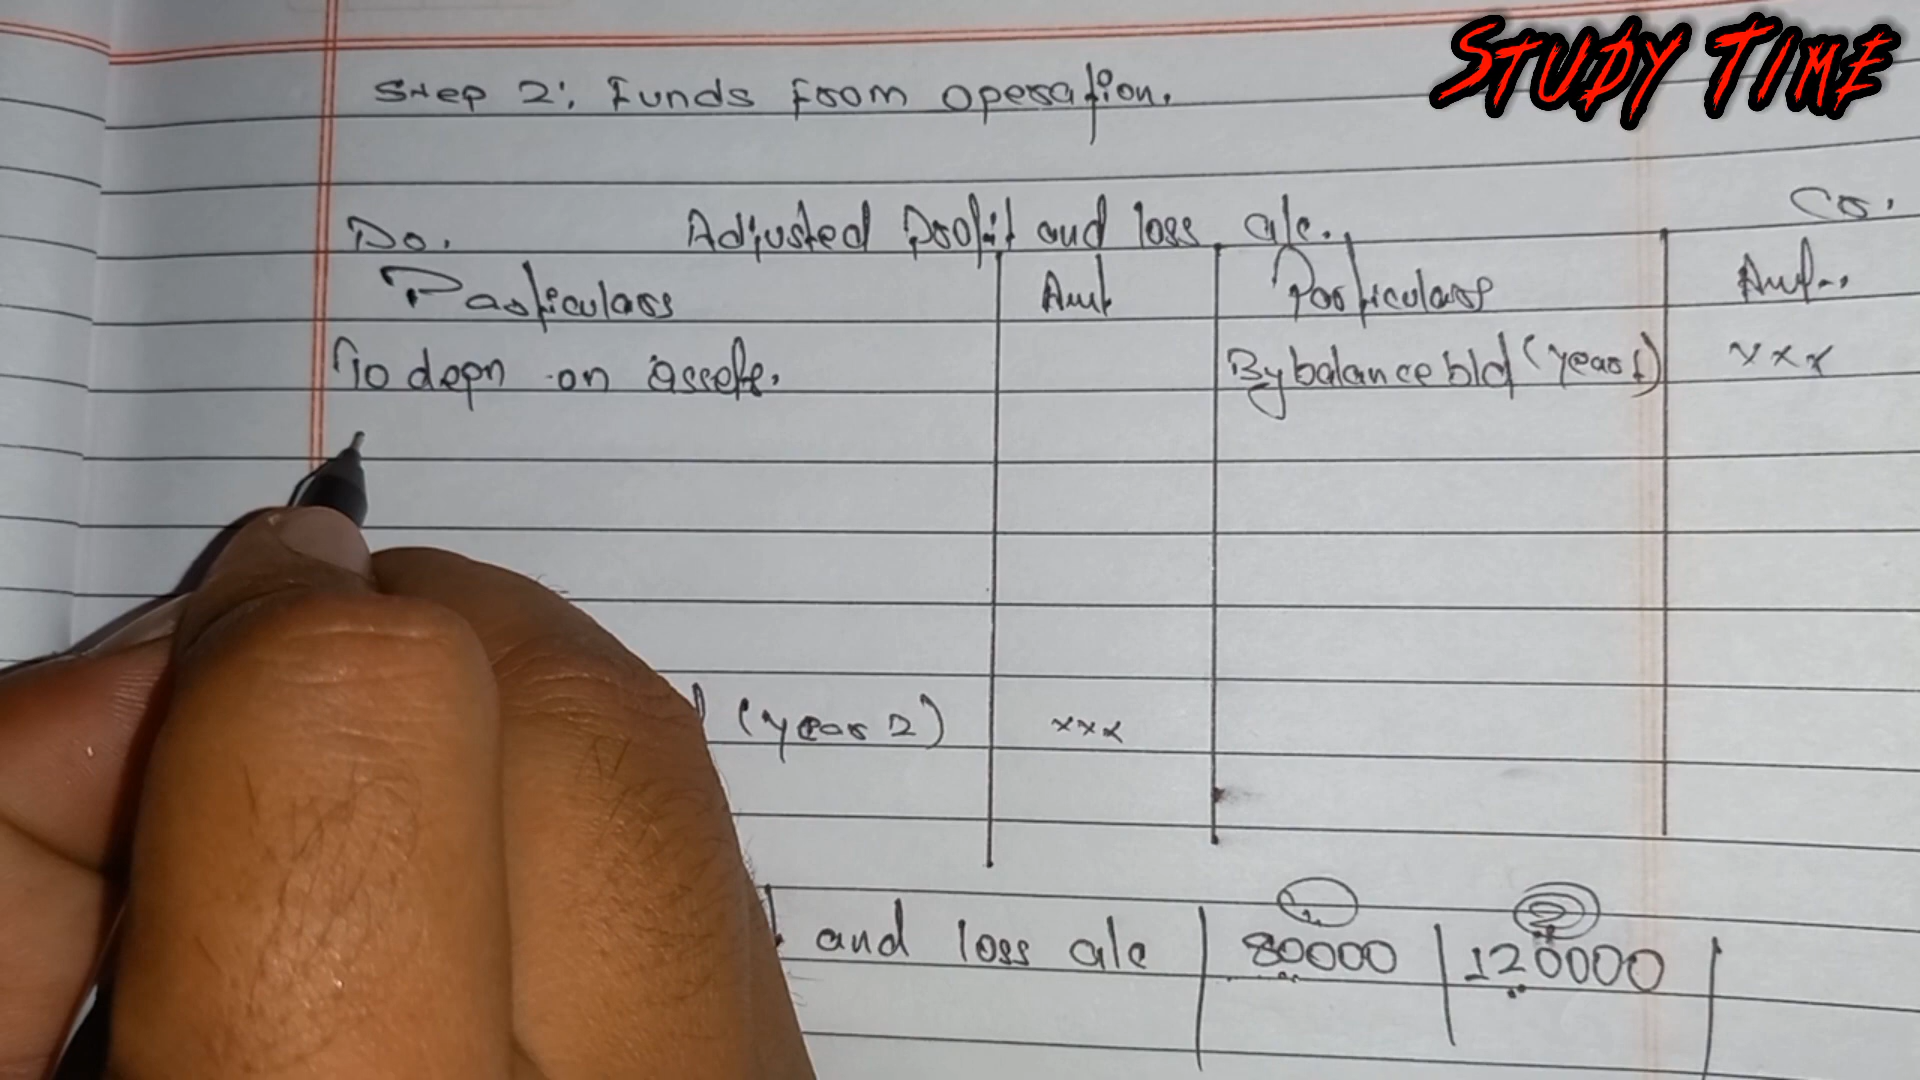 STUDY TIME
Step 2: Funds from operation.
Dr. Adjusted Profit and loss a/c. Cr.
Particulars Amt Particulars Amt..
To depn on assets. By balance b/d (year 1) xxx
(year 2) xxx
and loss a/c 80000 120000